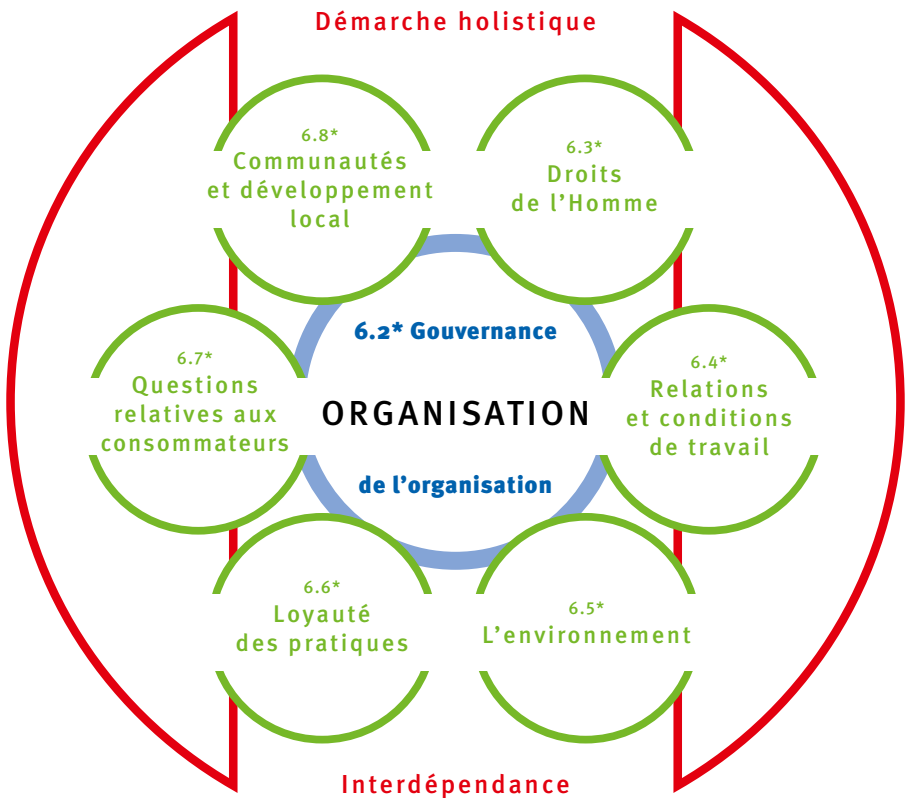 Démarche holistique
6.8*
Communautés
et développement
local
6.3*
Droits
de l'Homme
6.2* Gouvernance
ORGANISATION
de l'organisation
6.7*
Questions
relatives aux
consommateurs
6.4*
Relations
et conditions
de travail
6.6*
Loyauté
des pratiques
6.5*
L'environnement
Interdépendance